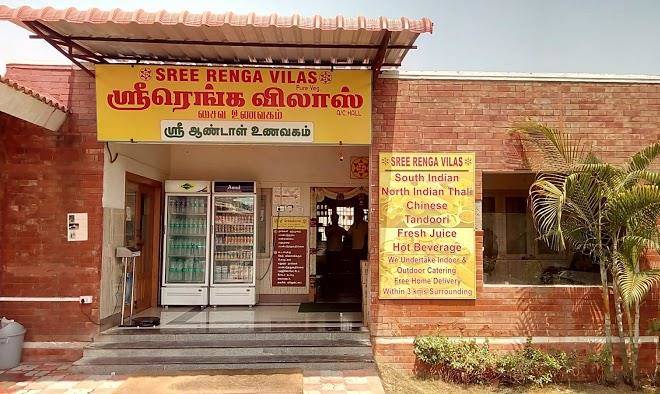 SREE RENGA VILAS
Pure Veg
ஸ்ரீரெங்க விலாஸ்
சைவ உணவகம்
A/C HALL
ஸ்ரீ ஆண்டாள் உணவகம்
SREE RENGA VILAS
South Indian
North Indian Thali
Chinese
Tandoori
Fresh Juice
Hot Beverage
We Undertake Indoor &
Outdoor Catering
Free Home Delivery
Within 3 kms Surrounding
Amul